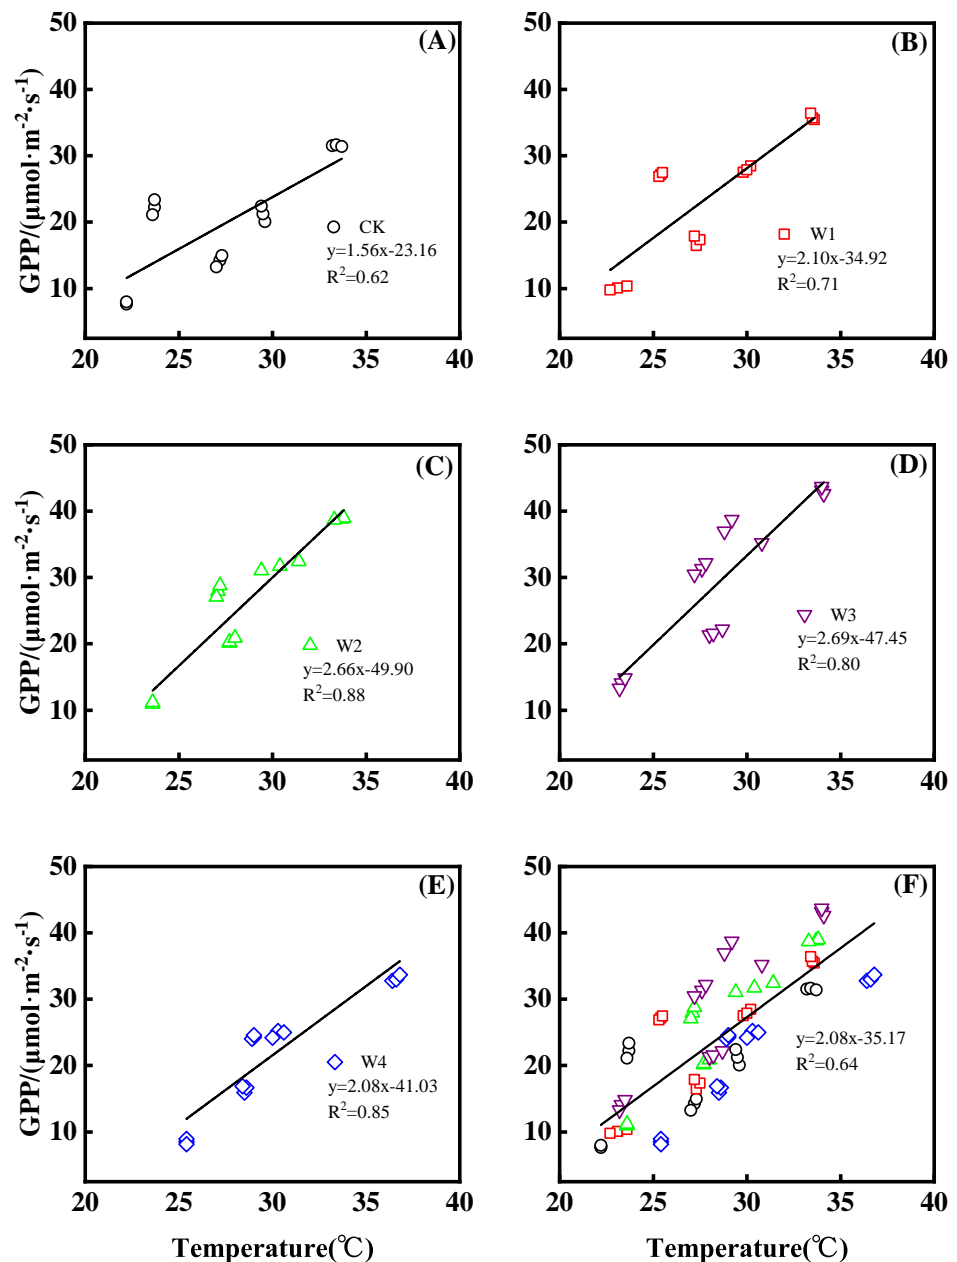 50
(A)
40
30
20
10
GPP/(μmol·m⁻²·s⁻¹)
CK
y=1.56x-23.16
R²=0.62
20 25 30 35 40
50
(B)
40
30
20
10
W1
y=2.10x-34.92
R²=0.71
20 25 30 35 40
50
(C)
40
30
20
10
GPP/(μmol·m⁻²·s⁻¹)
W2
y=2.66x-49.90
R²=0.88
20 25 30 35 40
50
(D)
40
30
20
10
W3
y=2.69x-47.45
R²=0.80
20 25 30 35 40
50
(E)
40
30
20
10
GPP/(μmol·m⁻²·s⁻¹)
W4
y=2.08x-41.03
R²=0.85
20 25 30 35 40
Temperature(℃)
50
(F)
40
30
20
10
y=2.08x-35.17
R²=0.64
20 25 30 35 40
Temperature(℃)